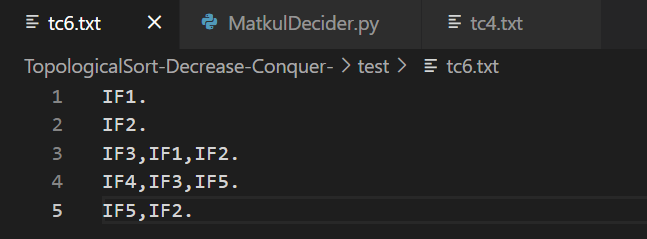 tc6.txt MatkulDecider.py tc4.txt
TopologicalSort-Decrease-Conquer- > test > tc6.txt
1 IF1.
2 IF2.
3 IF3,IF1,IF2.
4 IF4,IF3,IF5.
5 IF5,IF2.